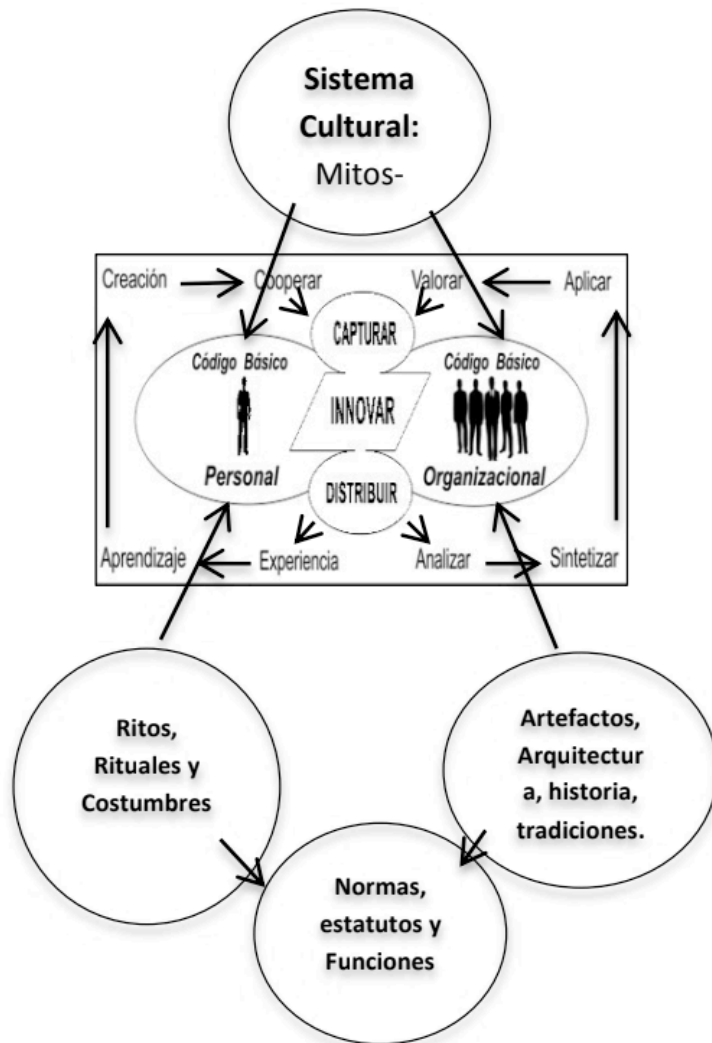 Sistema
Cultural:
Mitos-
Creación
Cooperar
Valorar
Aplicar
CAPTURAR
Código Básico
Código Básico
INNOVAR
Personal
Organizacional
DISTRIBUIR
Aprendizaje
Experiencia
Analizar
Sintetizar
Ritos,
Rituales y
Costumbres
Artefactos,
Arquitectur
a, historia,
tradiciones.
Normas,
estatutos y
Funciones